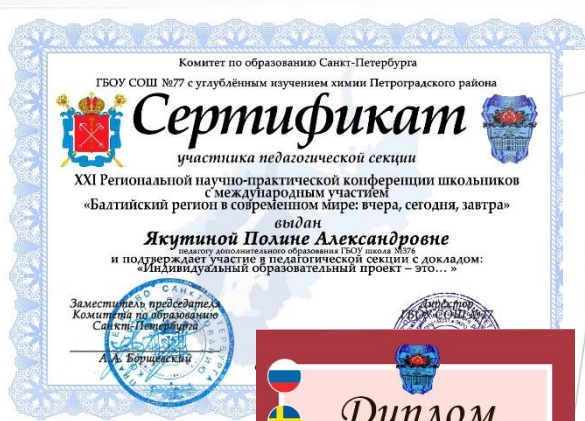 Комитет по образованию Санкт-Петербурга
ГБОУ СОШ №77 с углублённым изучением химии Петроградского района
Сертификат
участника педагогической секции
XXI Региональной научно-практической конференции школьников
с международным участием
«Балтийский регион в современном мире: вчера, сегодня, завтра»
выдан
Якутиной Полине Александровне
педагогу дополнительного образования ГБОУ школа №376
и подтверждает участие в педагогической секции с докладом:
«Индивидуальный образовательный проект – это... »
Заместитель председателя
Комитета по образованию
Санкт-Петербурга
А.А. Борщевский
Директор
ГБОУ СОШ №77
Диплом